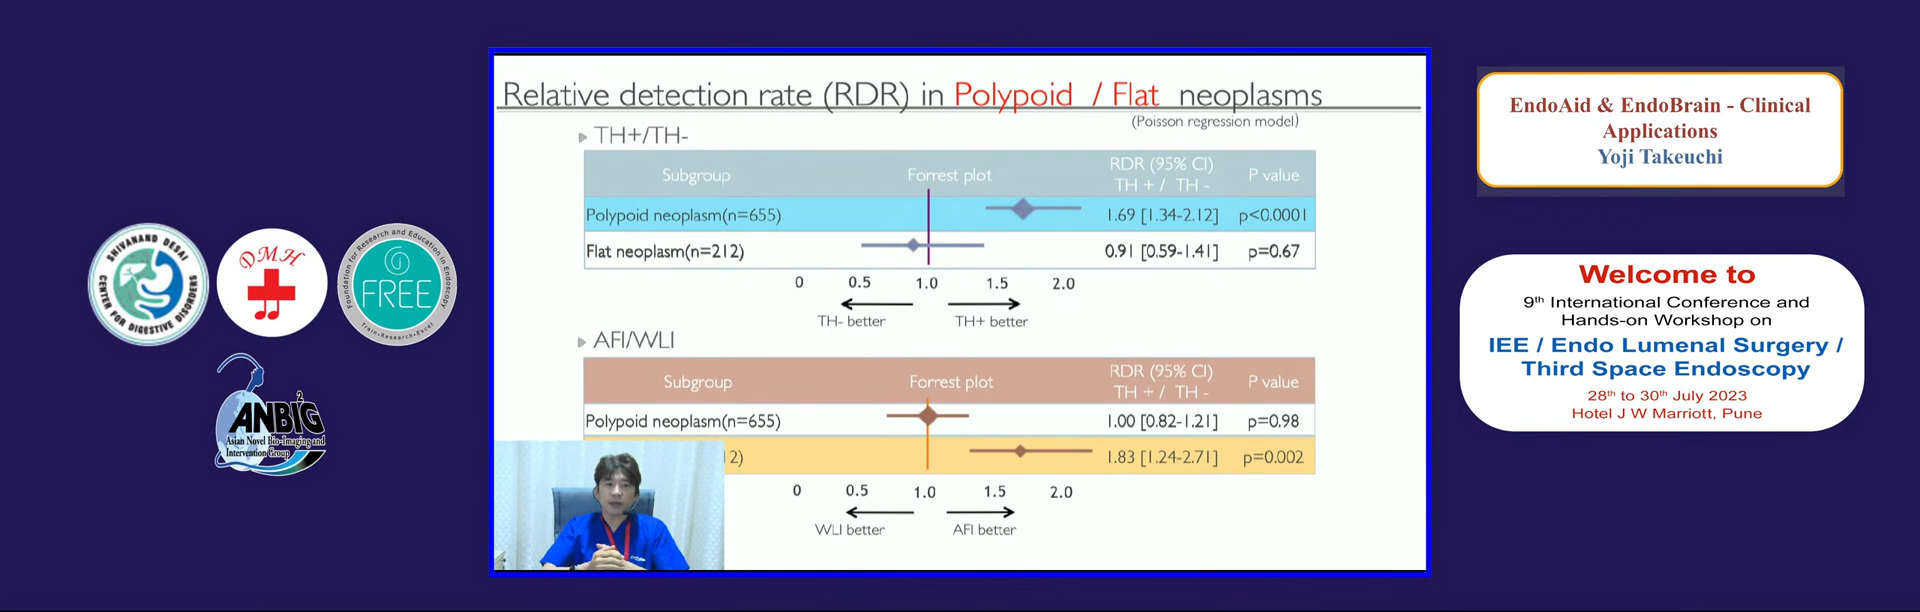 SHIVANAND DESAI
CENTER FOR DIGESTIVE DISORDERS
DMH
Foundation for Research and Education in Endoscopy
FREE
Train•Research•Excel
ANBIG
2
Asian Novel Bio-Imaging and
Intervention Group
Relative detection rate (RDR) in Polypoid / Flat neoplasms
(Poisson regression model)
TH+/TH-
Subgroup Forrest plot RDR (95% CI) TH + / TH - P value
Polypoid neoplasm(n=655) 1.69 [1.34-2.12] p<0.0001
Flat neoplasm(n=212) 0.91 [0.59-1.41] p=0.67
0 0.5 1.0 1.5 2.0
TH- better TH+ better
AFI/WLI
Subgroup Forrest plot RDR (95% CI) TH + / TH - P value
Polypoid neoplasm(n=655) 1.00 [0.82-1.21] p=0.98
12) 1.83 [1.24-2.71] p=0.002
0 0.5 1.0 1.5 2.0
WLI better AFI better
EndoAid & EndoBrain - Clinical
Applications
Yoji Takeuchi
Welcome to
9th International Conference and
Hands-on Workshop on
IEE / Endo Lumenal Surgery /
Third Space Endoscopy
28th to 30th July 2023
Hotel J W Marriott, Pune